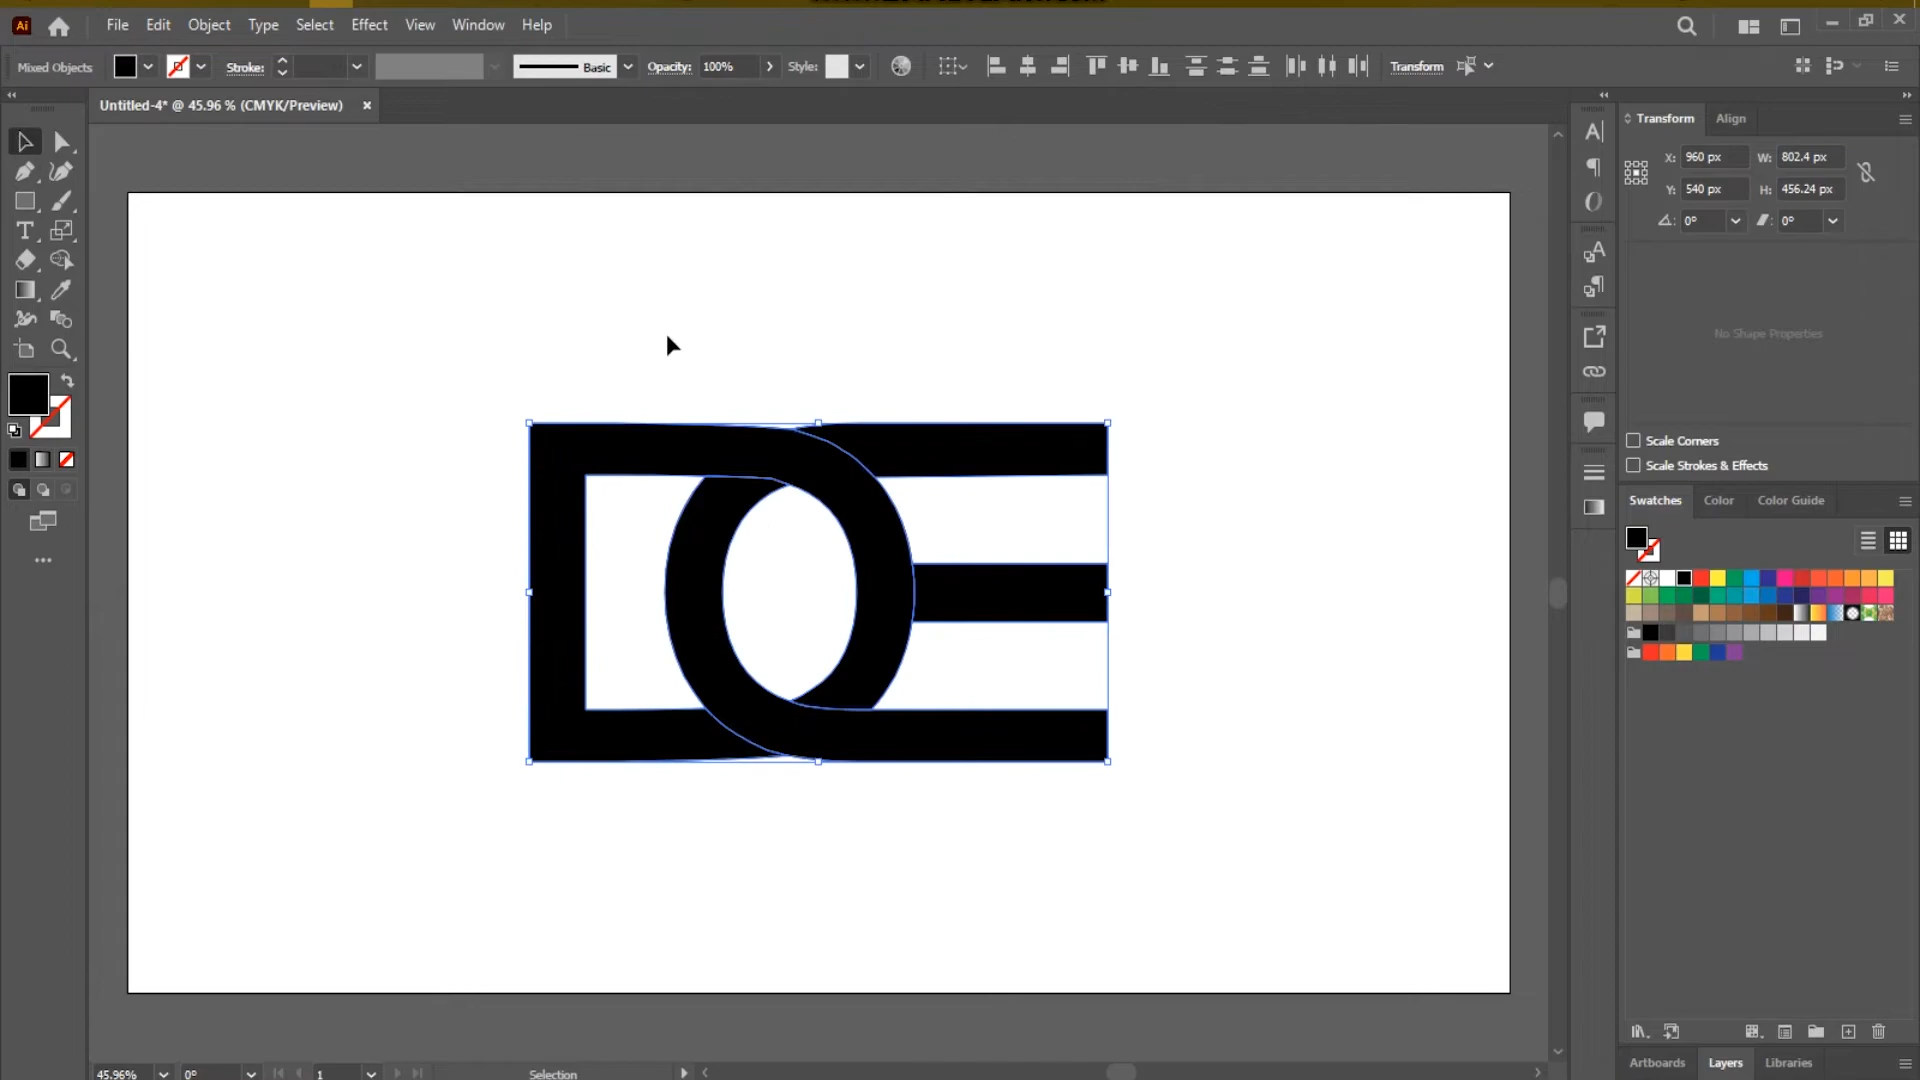 File Edit Object Type Select Effect View Window Help
Mixed Objects Stroke: Basic Opacity: 100% Style: Transform
Untitled-4* @ 45.96 % (CMYK/Preview)
Transform Align
X: 960 px W: 802.4 px
Y: 540 px H: 456.24 px
0° 0°
No Shape Properties
Scale Corners
Scale Strokes & Effects
Swatches Color Color Guide
DE
Artboards Layers Libraries
45.96% 0° 1 Selection